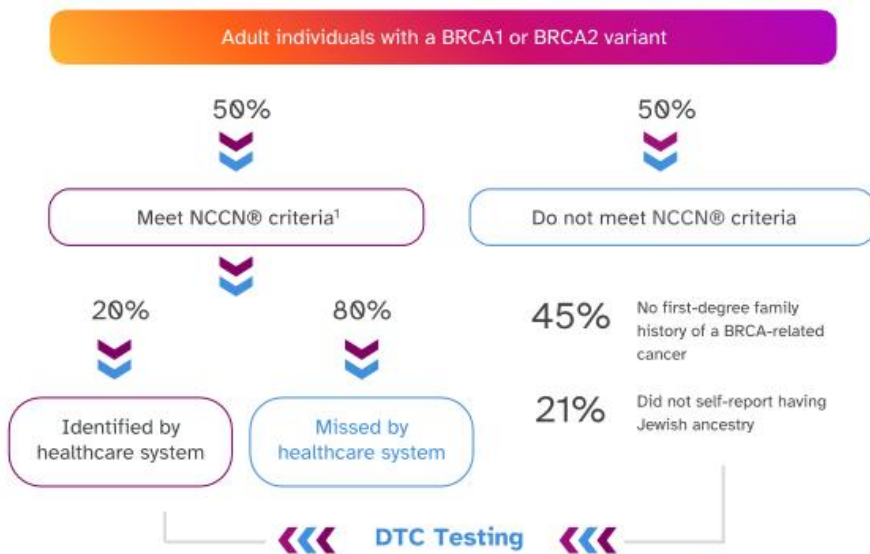 Adult individuals with a BRCA1 or BRCA2 variant
50%
50%
Meet NCCN® criteria¹
Do not meet NCCN® criteria
20%
80%
Identified by
healthcare system
Missed by
healthcare system
45%
No first-degree family
history of a BRCA-related
cancer
21%
Did not self-report having
Jewish ancestry
DTC Testing